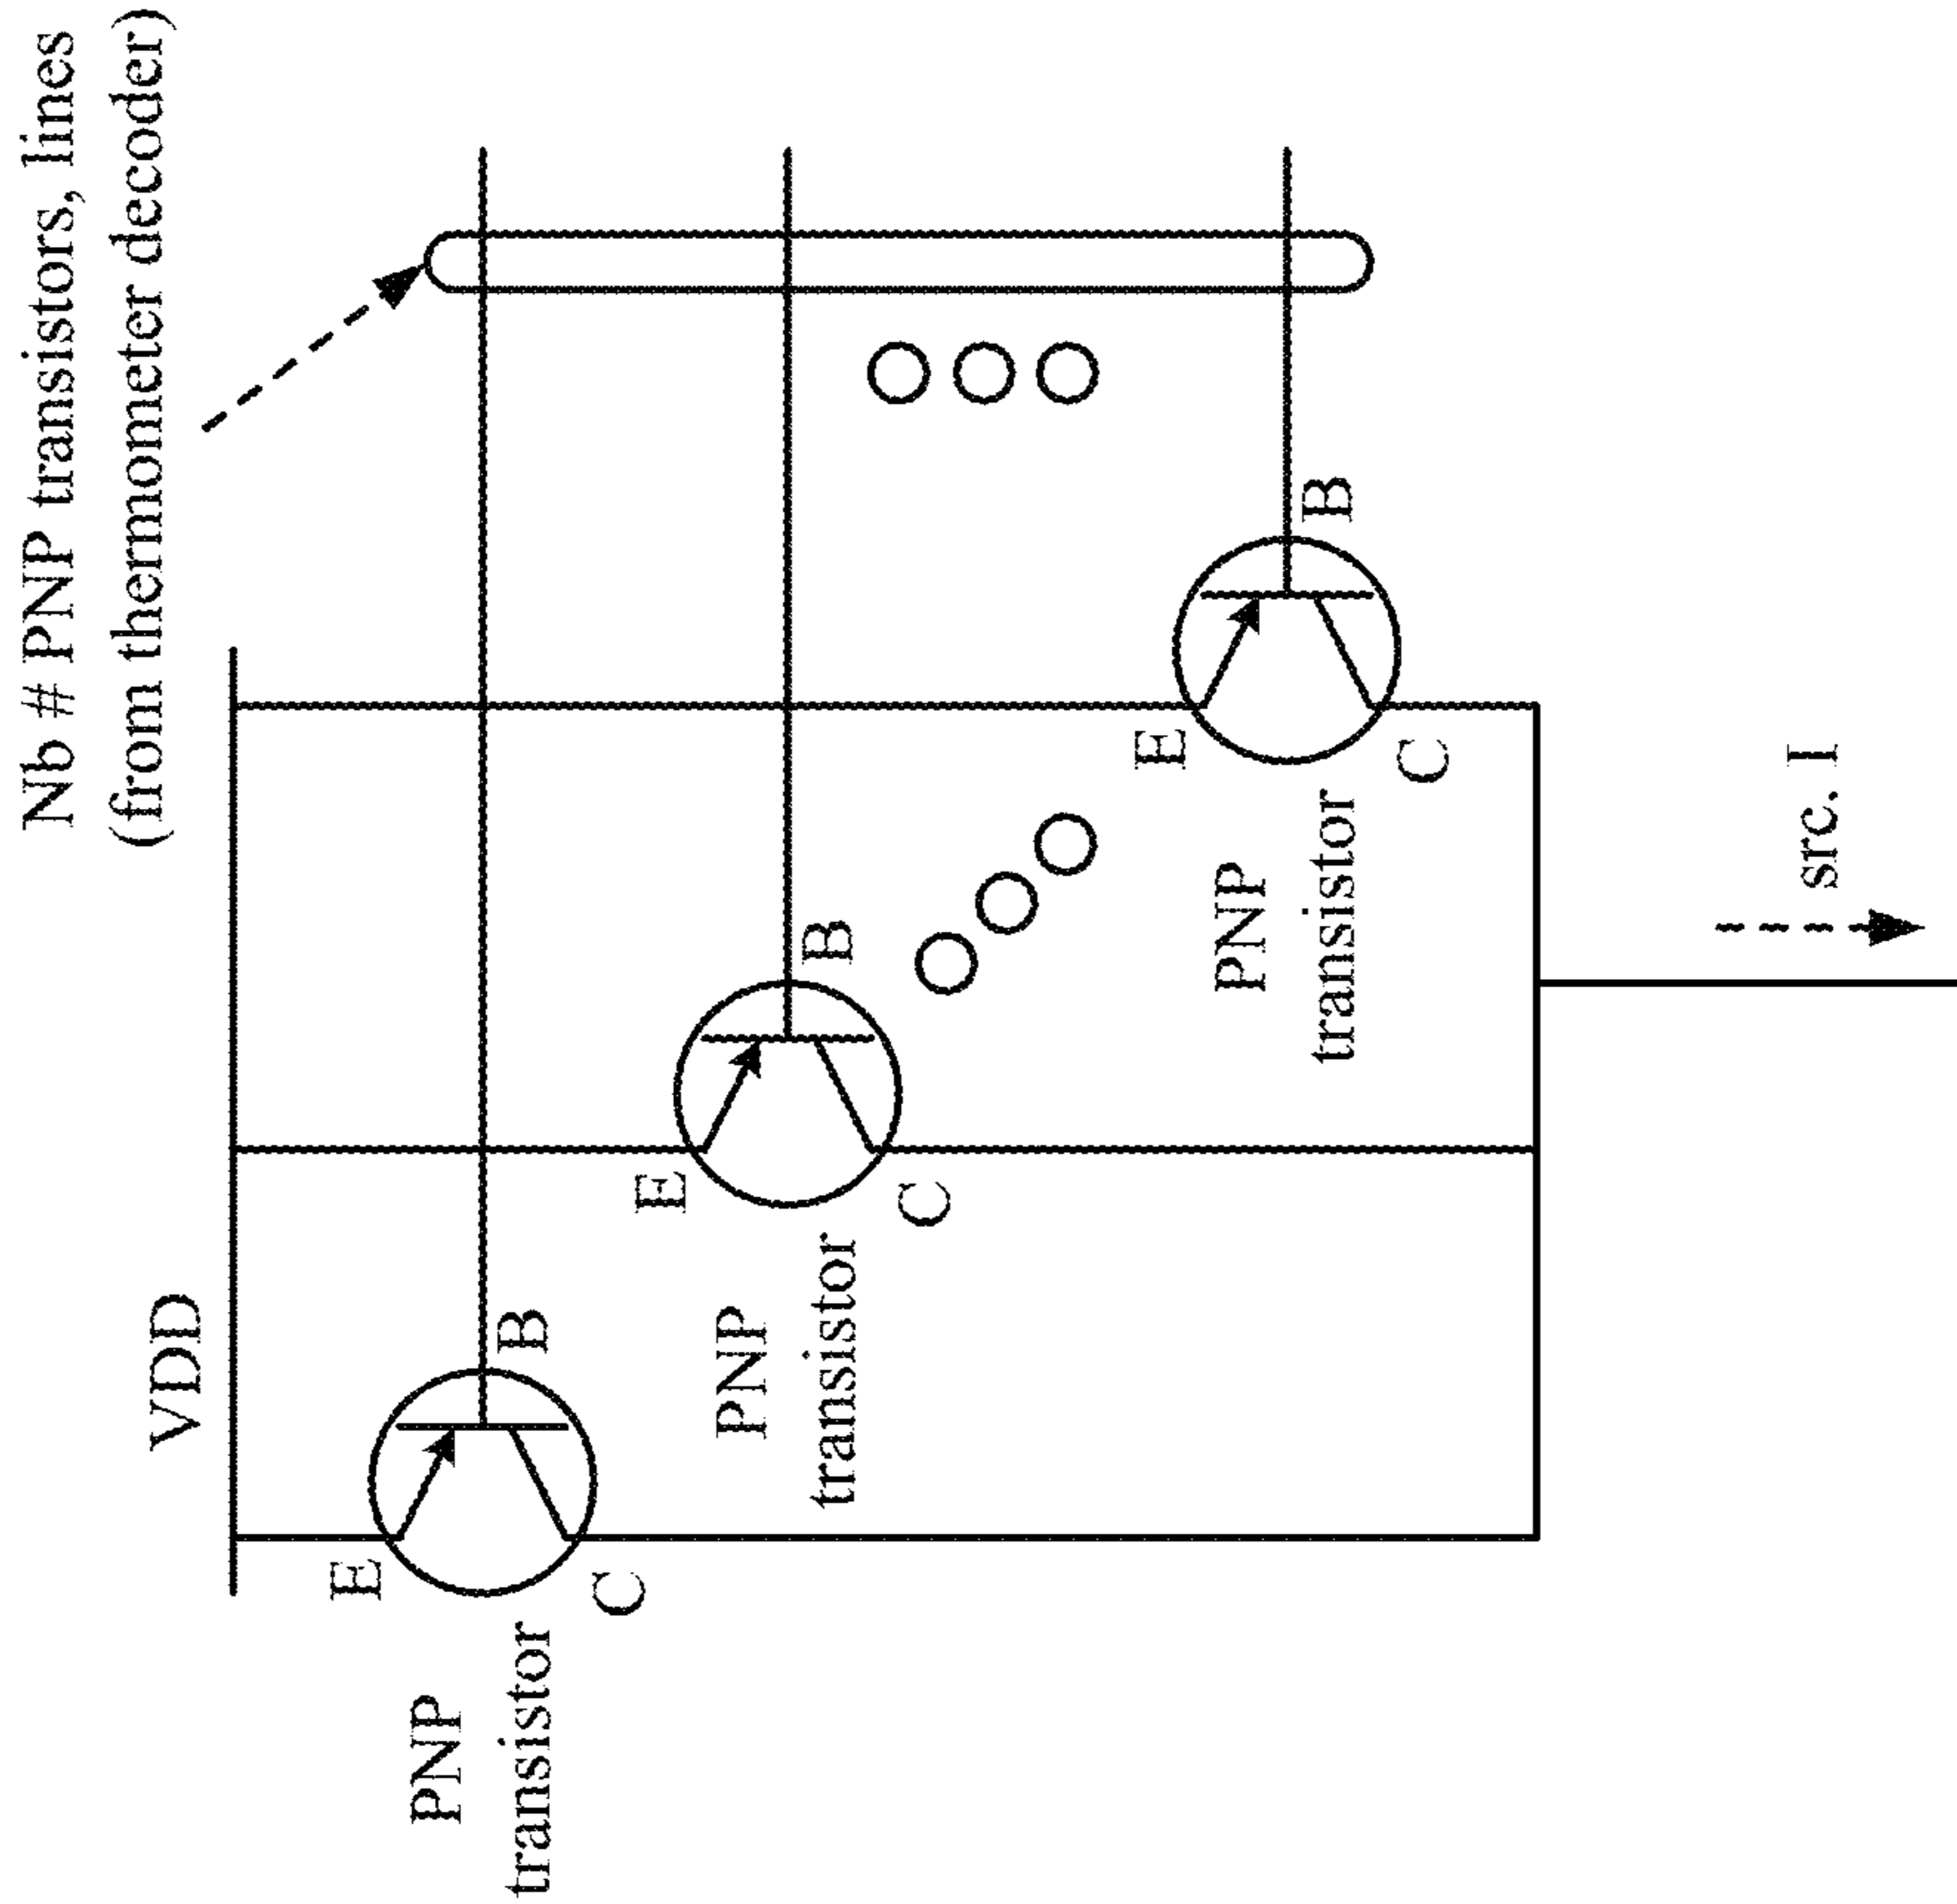 Nb # PNP transistors, lines
(from thermometer decoder)
VDD
E
B
C
PNP
transistor
E
B
C
PNP
transistor
E
B
C
PNP
transistor
src. I